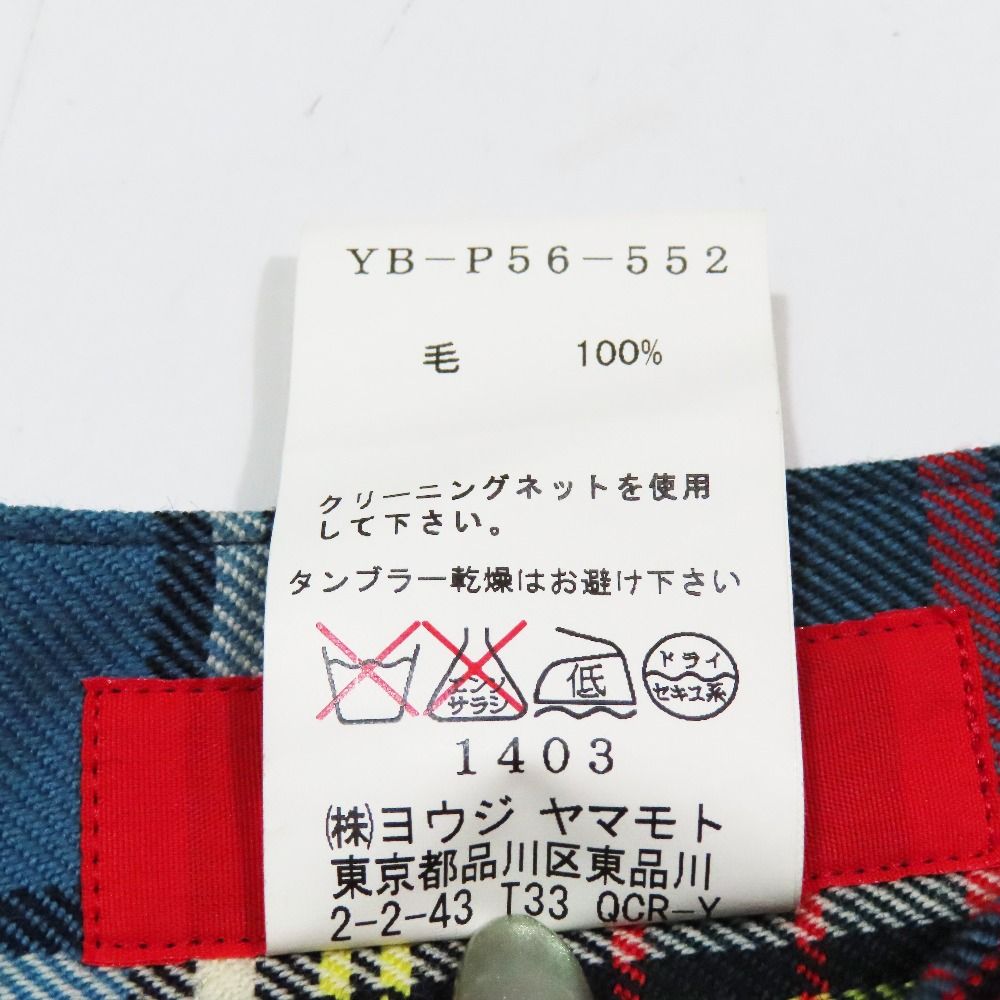 YB-P56-552
毛 100%
クリーニングネットを使用
して下さい。
タンブラー乾燥はお避け下さい
エンソ
サラシ
低
ドライ
セキユ系
1403
㈱ヨウジ ヤマモト
東京都品川区東品川
2-2-43 T33 QCR-Y